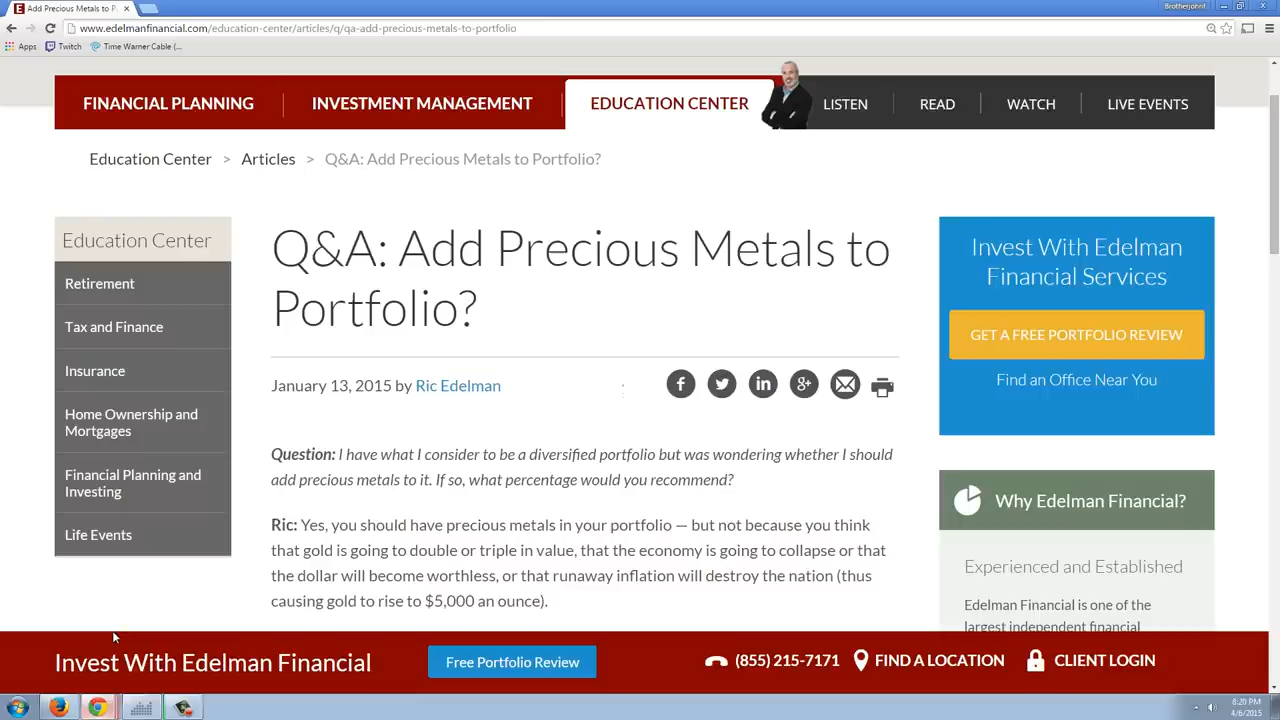 Add Precious Metals to P
Brotherjohn
www.edelmanfinancial.com/education-center/articles/q/qa-add-precious-metals-to-portfolio
Apps Twitch Time Warner Cable (...
FINANCIAL PLANNING INVESTMENT MANAGEMENT EDUCATION CENTER LISTEN READ WATCH LIVE EVENTS
Education Center > Articles > Q&A: Add Precious Metals to Portfolio?
Education Center
Retirement
Tax and Finance
Insurance
Home Ownership and
Mortgages
Financial Planning and
Investing
Life Events
Q&A: Add Precious Metals to
Portfolio?
January 13, 2015 by Ric Edelman
Question: I have what I consider to be a diversified portfolio but was wondering whether I should
add precious metals to it. If so, what percentage would you recommend?
Ric: Yes, you should have precious metals in your portfolio — but not because you think
that gold is going to double or triple in value, that the economy is going to collapse or that
the dollar will become worthless, or that runaway inflation will destroy the nation (thus
causing gold to rise to $5,000 an ounce).
Invest With Edelman
Financial Services
GET A FREE PORTFOLIO REVIEW
Find an Office Near You
Why Edelman Financial?
Experienced and Established
Edelman Financial is one of the
largest independent financial
Invest With Edelman Financial Free Portfolio Review (855) 215-7171 FIND A LOCATION CLIENT LOGIN
8:20 PM
4/6/2015